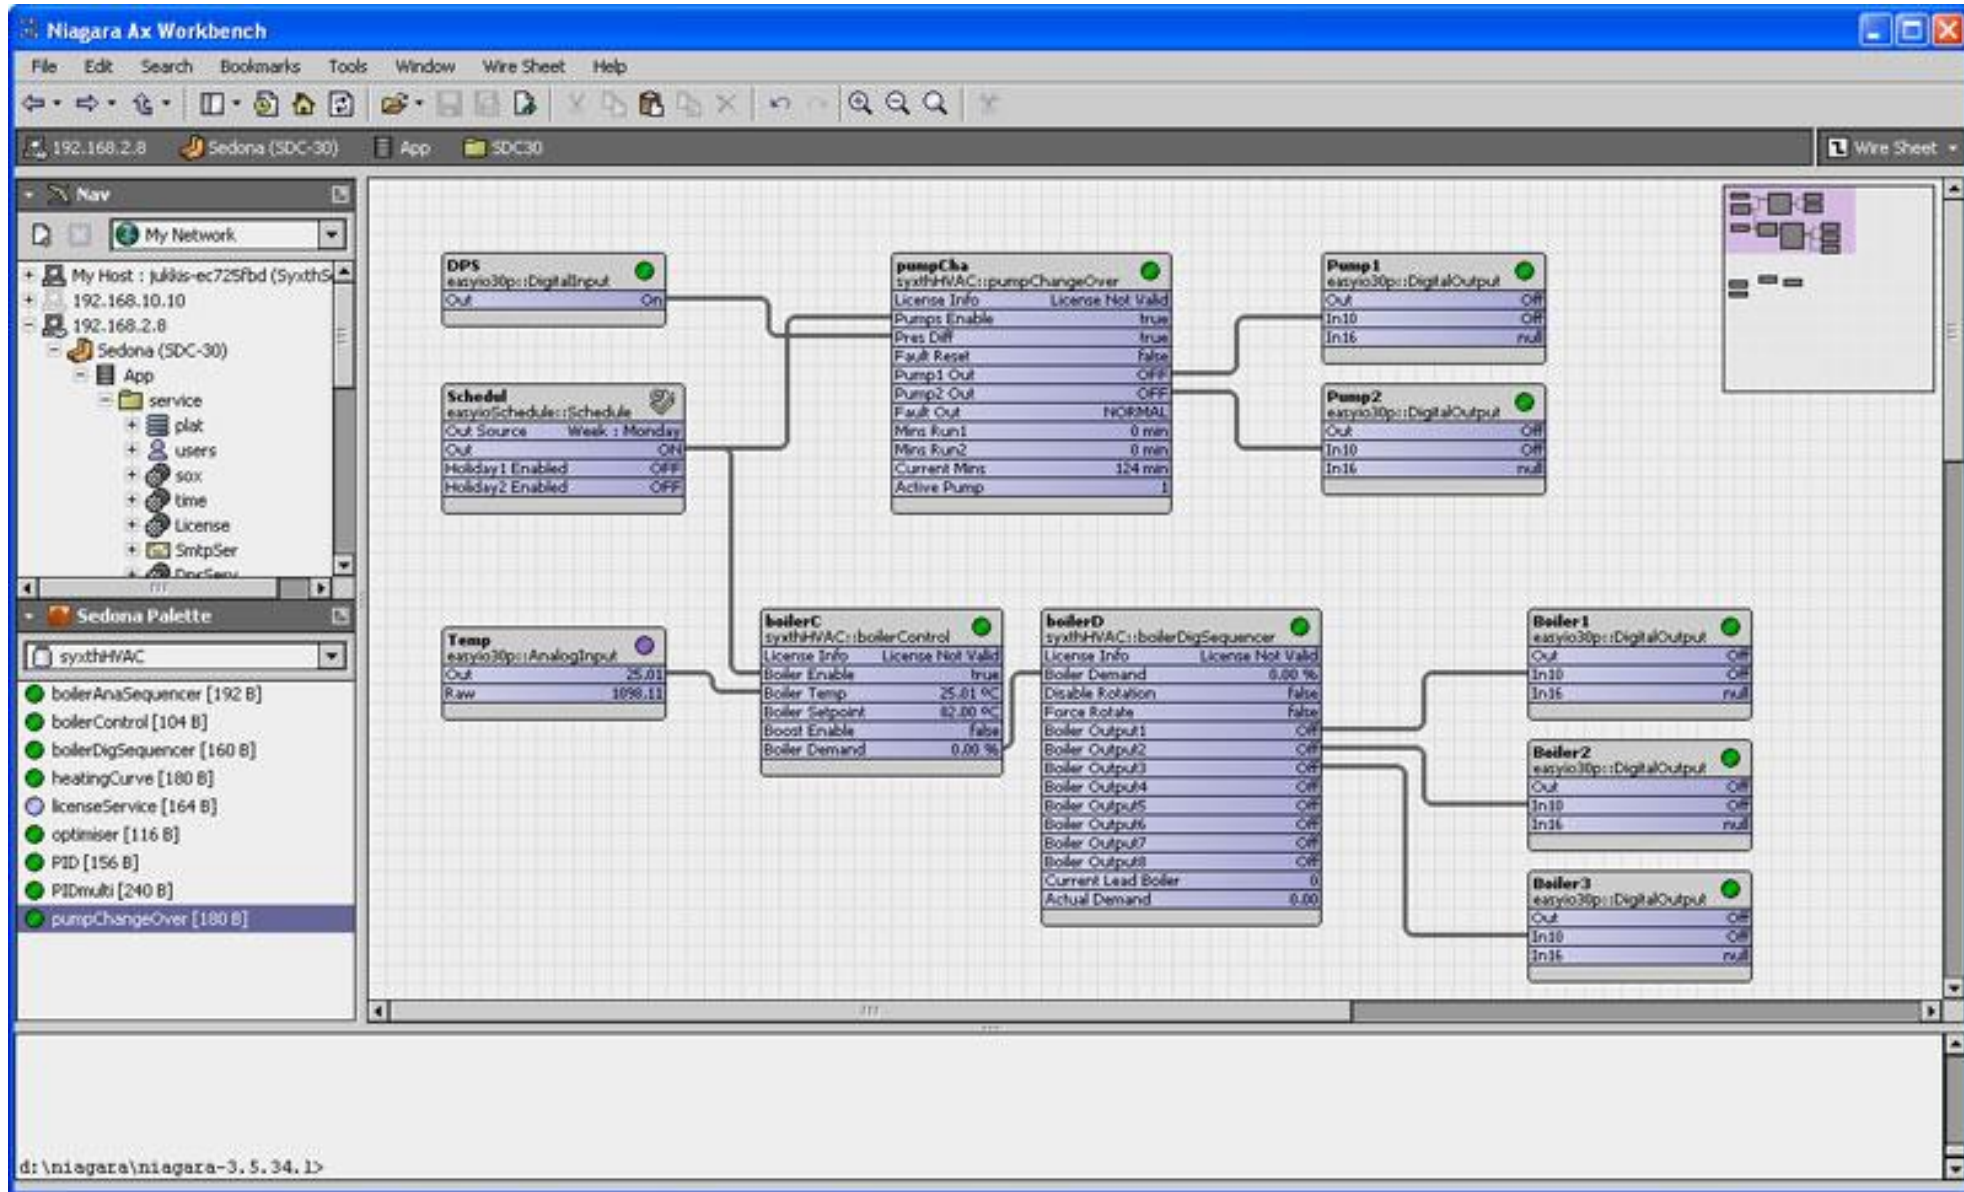 Niagara Ax Workbench
File Edit Search Bookmarks Tools Window Wire Sheet Help
192.168.2.8 Sedona (SDC-30) App SDC30 Wire Sheet
Nav
My Network
My Host : jukkis-ec725fbd (SyxthS
192.168.10.10
192.168.2.8
Sedona (SDC-30)
App
service
plat
users
sox
time
License
SmtpSer
Sedona Palette
syxthHVAC
boilerAnaSequencer [192 B]
boilerControl [104 B]
boilerDigSequencer [160 B]
heatingCurve [180 B]
licenseService [164 B]
optimiser [116 B]
PID [156 B]
PIDmulti [240 B]
pumpChangeOver [180 B]
DPS
easyio30p::DigitalInput
Out On
Schedul
easyioSchedule::Schedule
Out Source Week : Monday
Out ON
Holiday1 Enabled OFF
Holiday2 Enabled OFF
pumpCha
syxthHVAC::pumpChangeOver
License Info License Not Valid
Pumps Enable true
Pres Diff true
Fault Reset false
Pump1 Out OFF
Pump2 Out OFF
Fault Out NORMAL
Mins Run1 0 min
Mins Run2 0 min
Current Mins 124 min
Active Pump 1
Pump1
easyio30p::DigitalOutput
Out Off
In10 Off
In16 null
Pump2
easyio30p::DigitalOutput
Out Off
In10 Off
In16 null
Temp
easyio30p::AnalogInput
Out 25.01
Raw 1098.11
boilerC
syxthHVAC::boilerControl
License Info License Not Valid
Boiler Enable true
Boiler Temp 25.01 ºC
Boiler Setpoint 82.00 ºC
Boost Enable false
Boiler Demand 0.00 %
boilerD
syxthHVAC::boilerDigSequencer
License Info License Not Valid
Boiler Demand 0.00 %
Disable Rotation false
Force Rotate false
Boiler Output1 Off
Boiler Output2 Off
Boiler Output3 Off
Boiler Output4 Off
Boiler Output5 Off
Boiler Output6 Off
Boiler Output7 Off
Boiler Output8 Off
Current Lead Boiler 0
Actual Demand 0.00
Boiler1
easyio30p::DigitalOutput
Out Off
In10 Off
In16 null
Boiler2
easyio30p::DigitalOutput
Out Off
In10 Off
In16 null
Boiler3
easyio30p::DigitalOutput
Out Off
In10 Off
In16 null
d:\niagara\niagara-3.5.34.1>